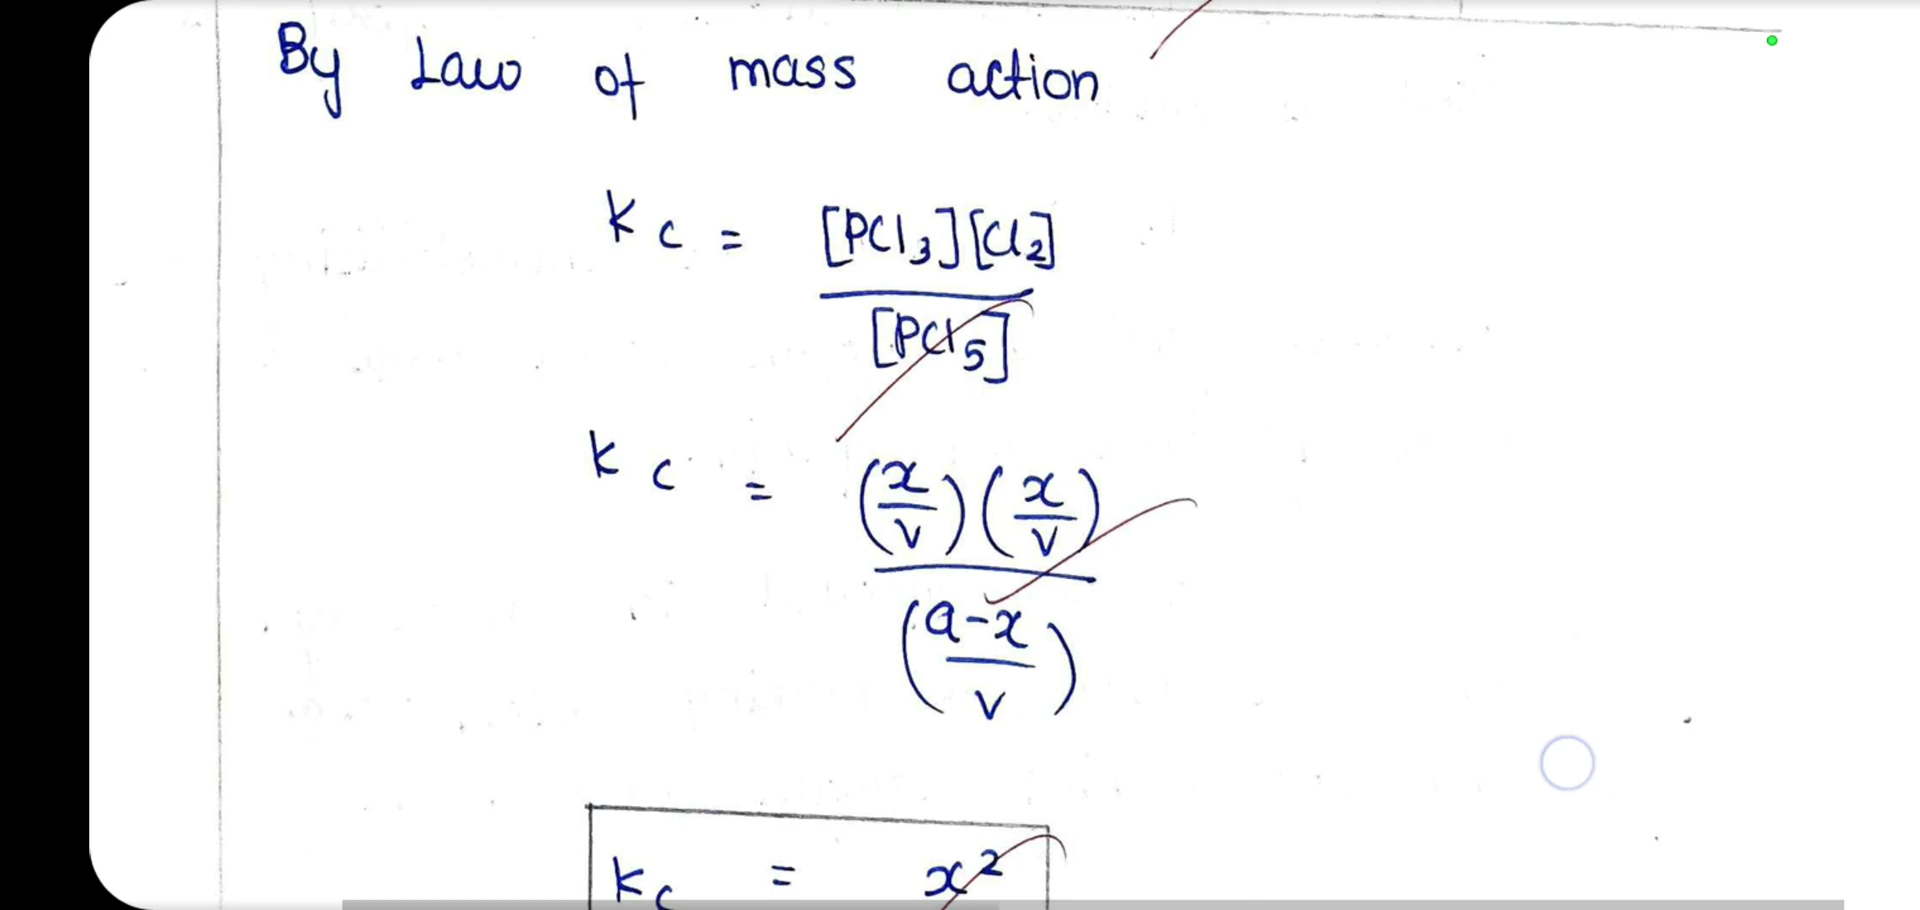 By Law of mass action
Kc = [PCl3][Cl2]
[PCl5]
Kc = (x/v) (x/v)
(a-x/v)
Kc = x²